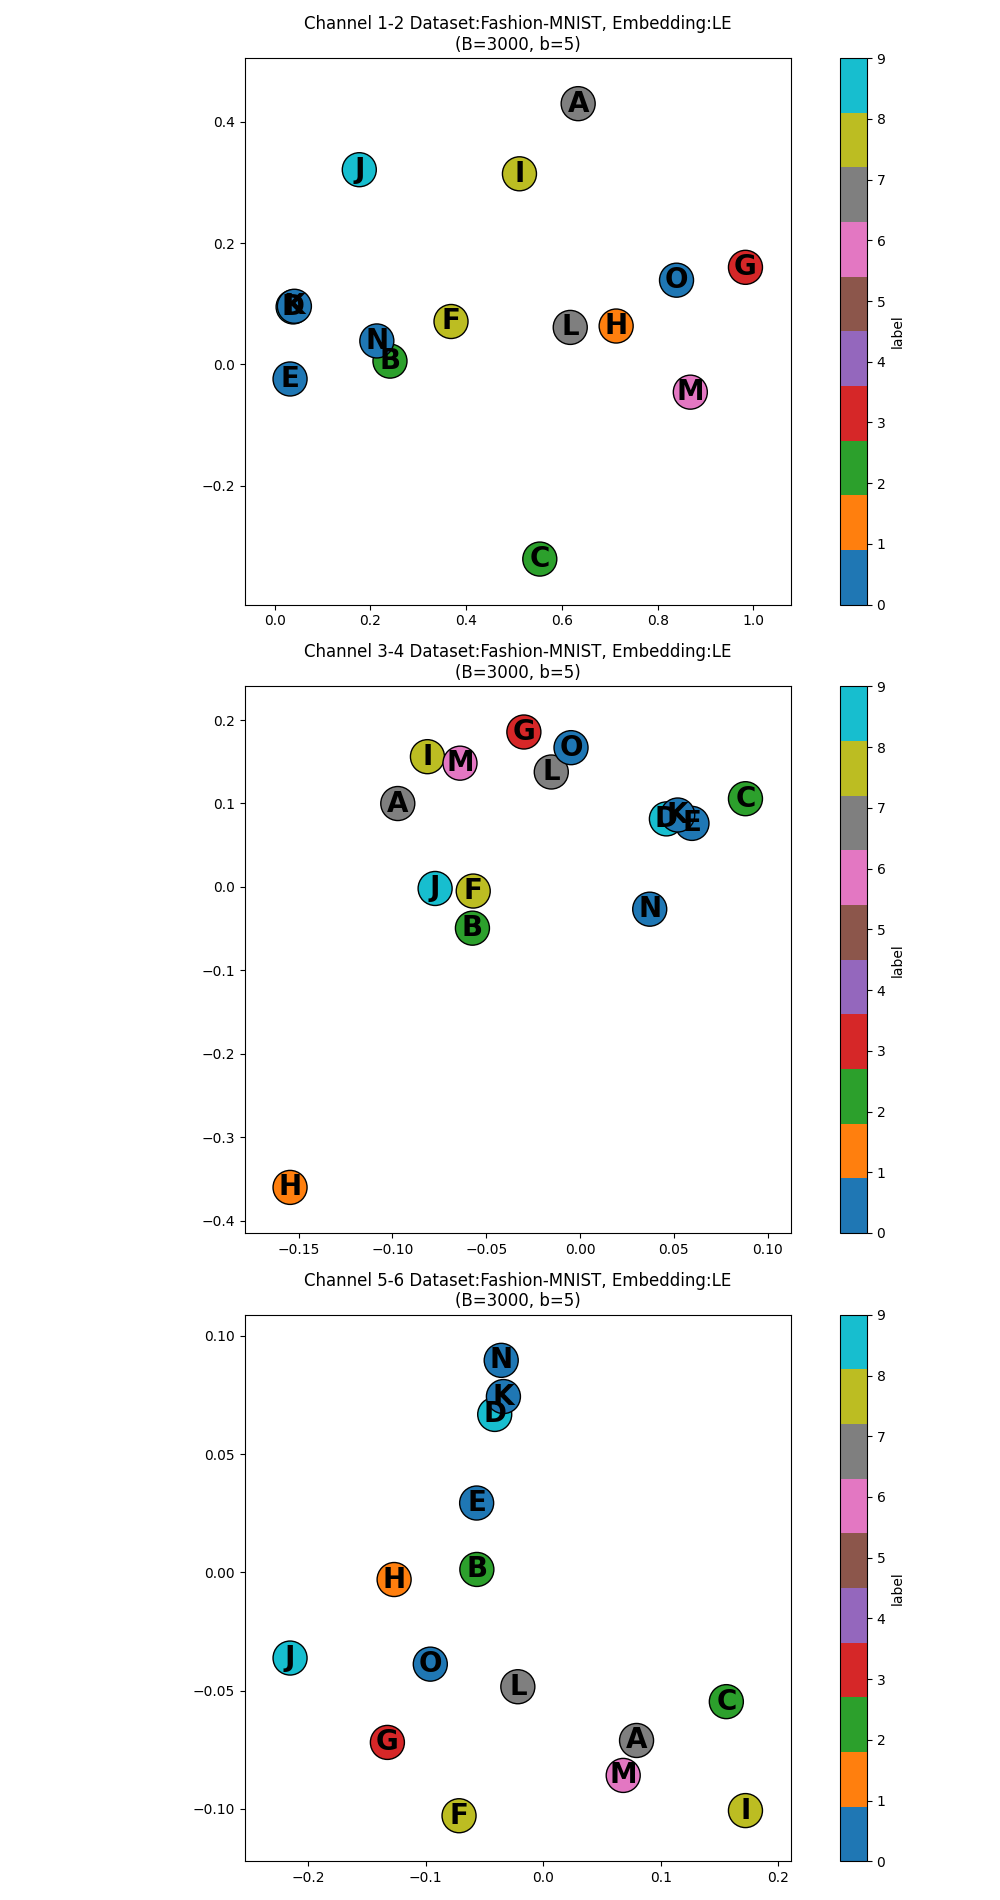 Channel 1-2 Dataset:Fashion-MNIST, Embedding:LE
(B=3000, b=5)
A
J
I
G
O
D
K
F
N
L
H
B
E
M
C
0.4
0.2
0.0
−0.2
0.0
0.2
0.4
0.6
0.8
1.0
9
8
7
6
5
4
3
2
1
0
label
Channel 3-4 Dataset:Fashion-MNIST, Embedding:LE
(B=3000, b=5)
G
O
I
M
L
A
C
D
K
E
J
F
N
B
H
0.2
0.1
0.0
−0.1
−0.2
−0.3
−0.4
−0.15
−0.10
−0.05
0.00
0.05
0.10
9
8
7
6
5
4
3
2
1
0
label
Channel 5-6 Dataset:Fashion-MNIST, Embedding:LE
(B=3000, b=5)
N
K
D
E
B
H
J
O
L
C
G
A
M
F
I
0.10
0.05
0.00
−0.05
−0.10
−0.2
−0.1
0.0
0.1
0.2
9
8
7
6
5
4
3
2
1
0
label